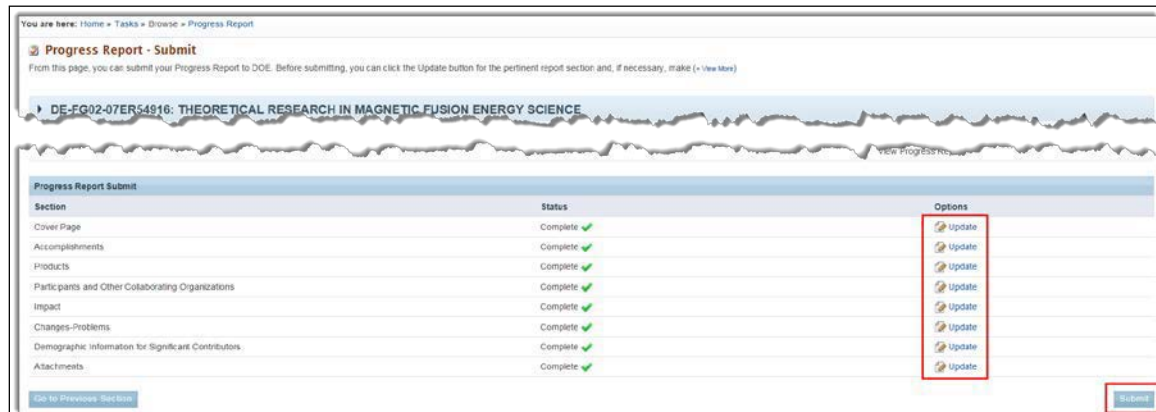 You are here: Home » Tasks » Browse » Progress Report
Progress Report - Submit
From this page, you can submit your Progress Report to DOE. Before submitting, you can click the Update button for the pertinent report section and, if necessary, make (+ View More)
DE-FG02-07ER54916: THEORETICAL RESEARCH IN MAGNETIC FUSION ENERGY SCIENCE
View Progress
Progress Report Submit
Section Status Options
Cover Page Complete Update
Accomplishments Complete Update
Products Complete Update
Participants and Other Collaborating Organizations Complete Update
Impact Complete Update
Changes-Problems Complete Update
Demographic Information for Significant Contributors Complete Update
Attachments Complete Update
Go to Previous Section Submit